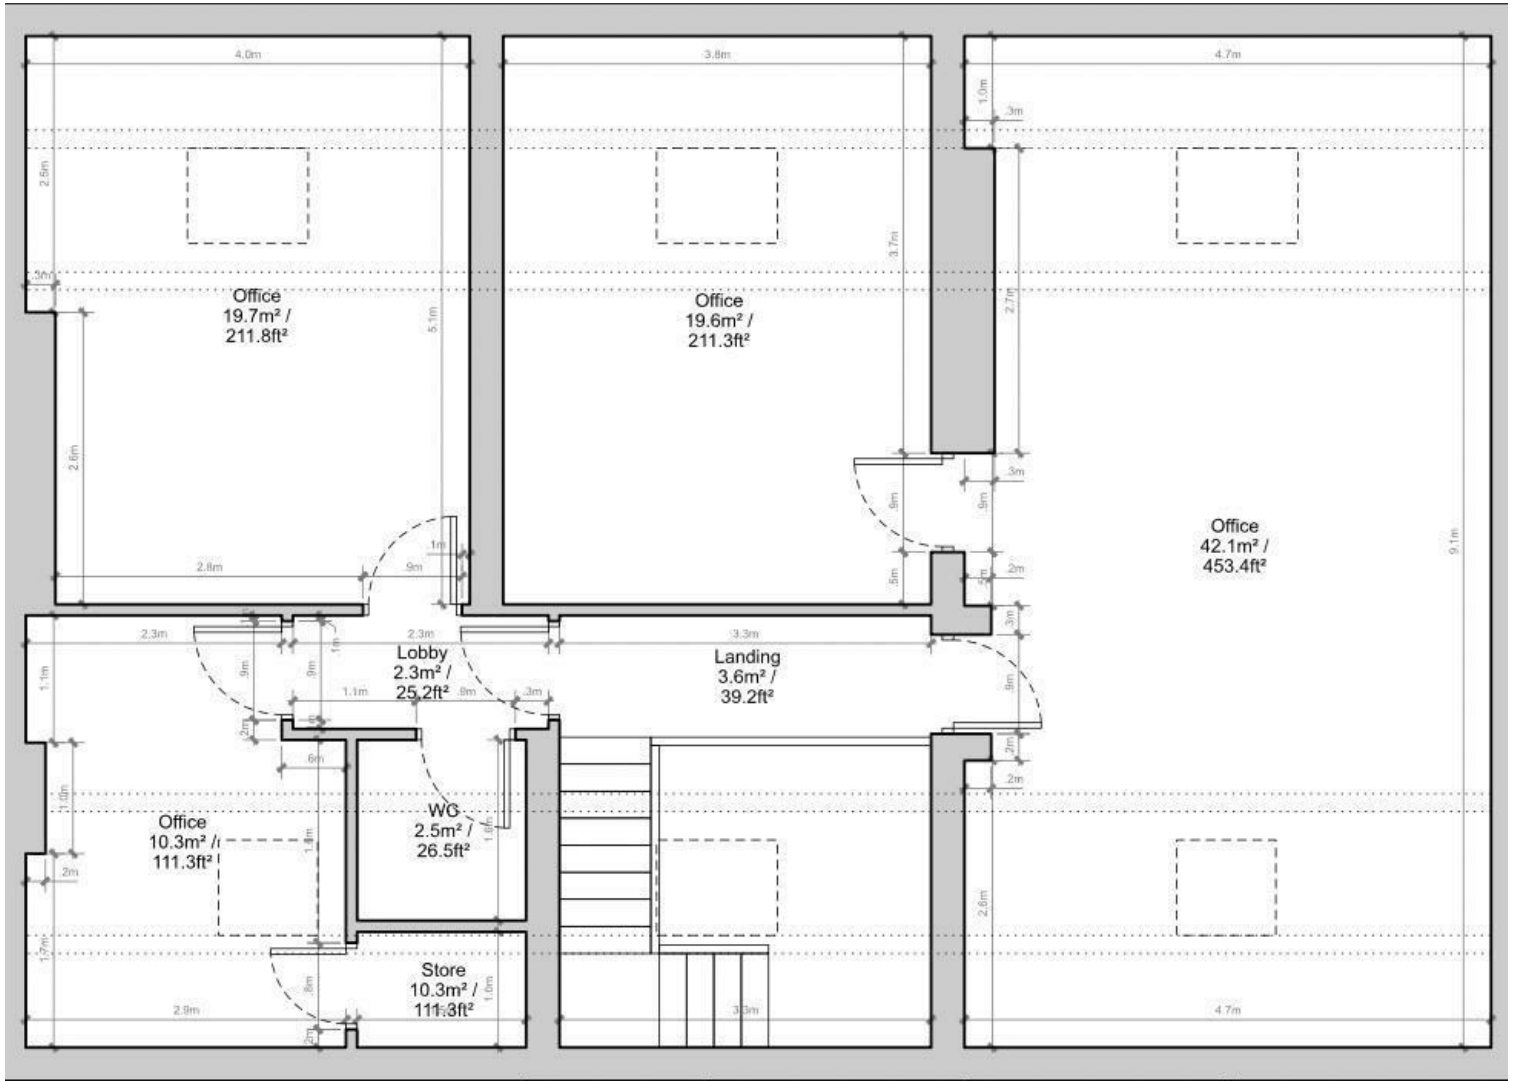 4.0m
3.8m
4.7m
1.0m
.3m
2.5m
3.7m
.3m
5.1m
2.7m
Office
19.7m² /
211.8ft²
Office
19.6m² /
211.3ft²
2.6m
.3m
.9m
.9m
Office
42.1m² /
453.4ft²
9.1m
.1m
2.8m
.9m
.5m
.5m
.2m
.3m
2.3m
.1m
2.3m
3.3m
1.1m
.9m
.9m
Lobby
2.3m² /
25.2ft²
Landing
3.6m² /
39.2ft²
.9m
1.1m
.9m
.3m
.2m
.2m
.6m
.2m
1.0m
Office
10.3m² /
111.3ft²
WC
2.5m² /
26.5ft²
1.6m
.2m
2.6m
1.7m
Store
10.3m² /
111.3ft²
.8m
1.0m
2.9m
3.3m
4.7m
.2m